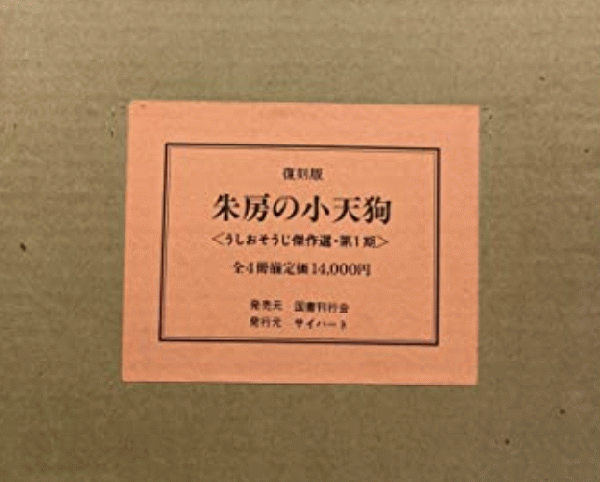 復刻版
朱房の小天狗
<うしおそうじ傑作選・第1期>
全4冊揃定価14,000円
発売元 国書刊行会
発行元 サイハート